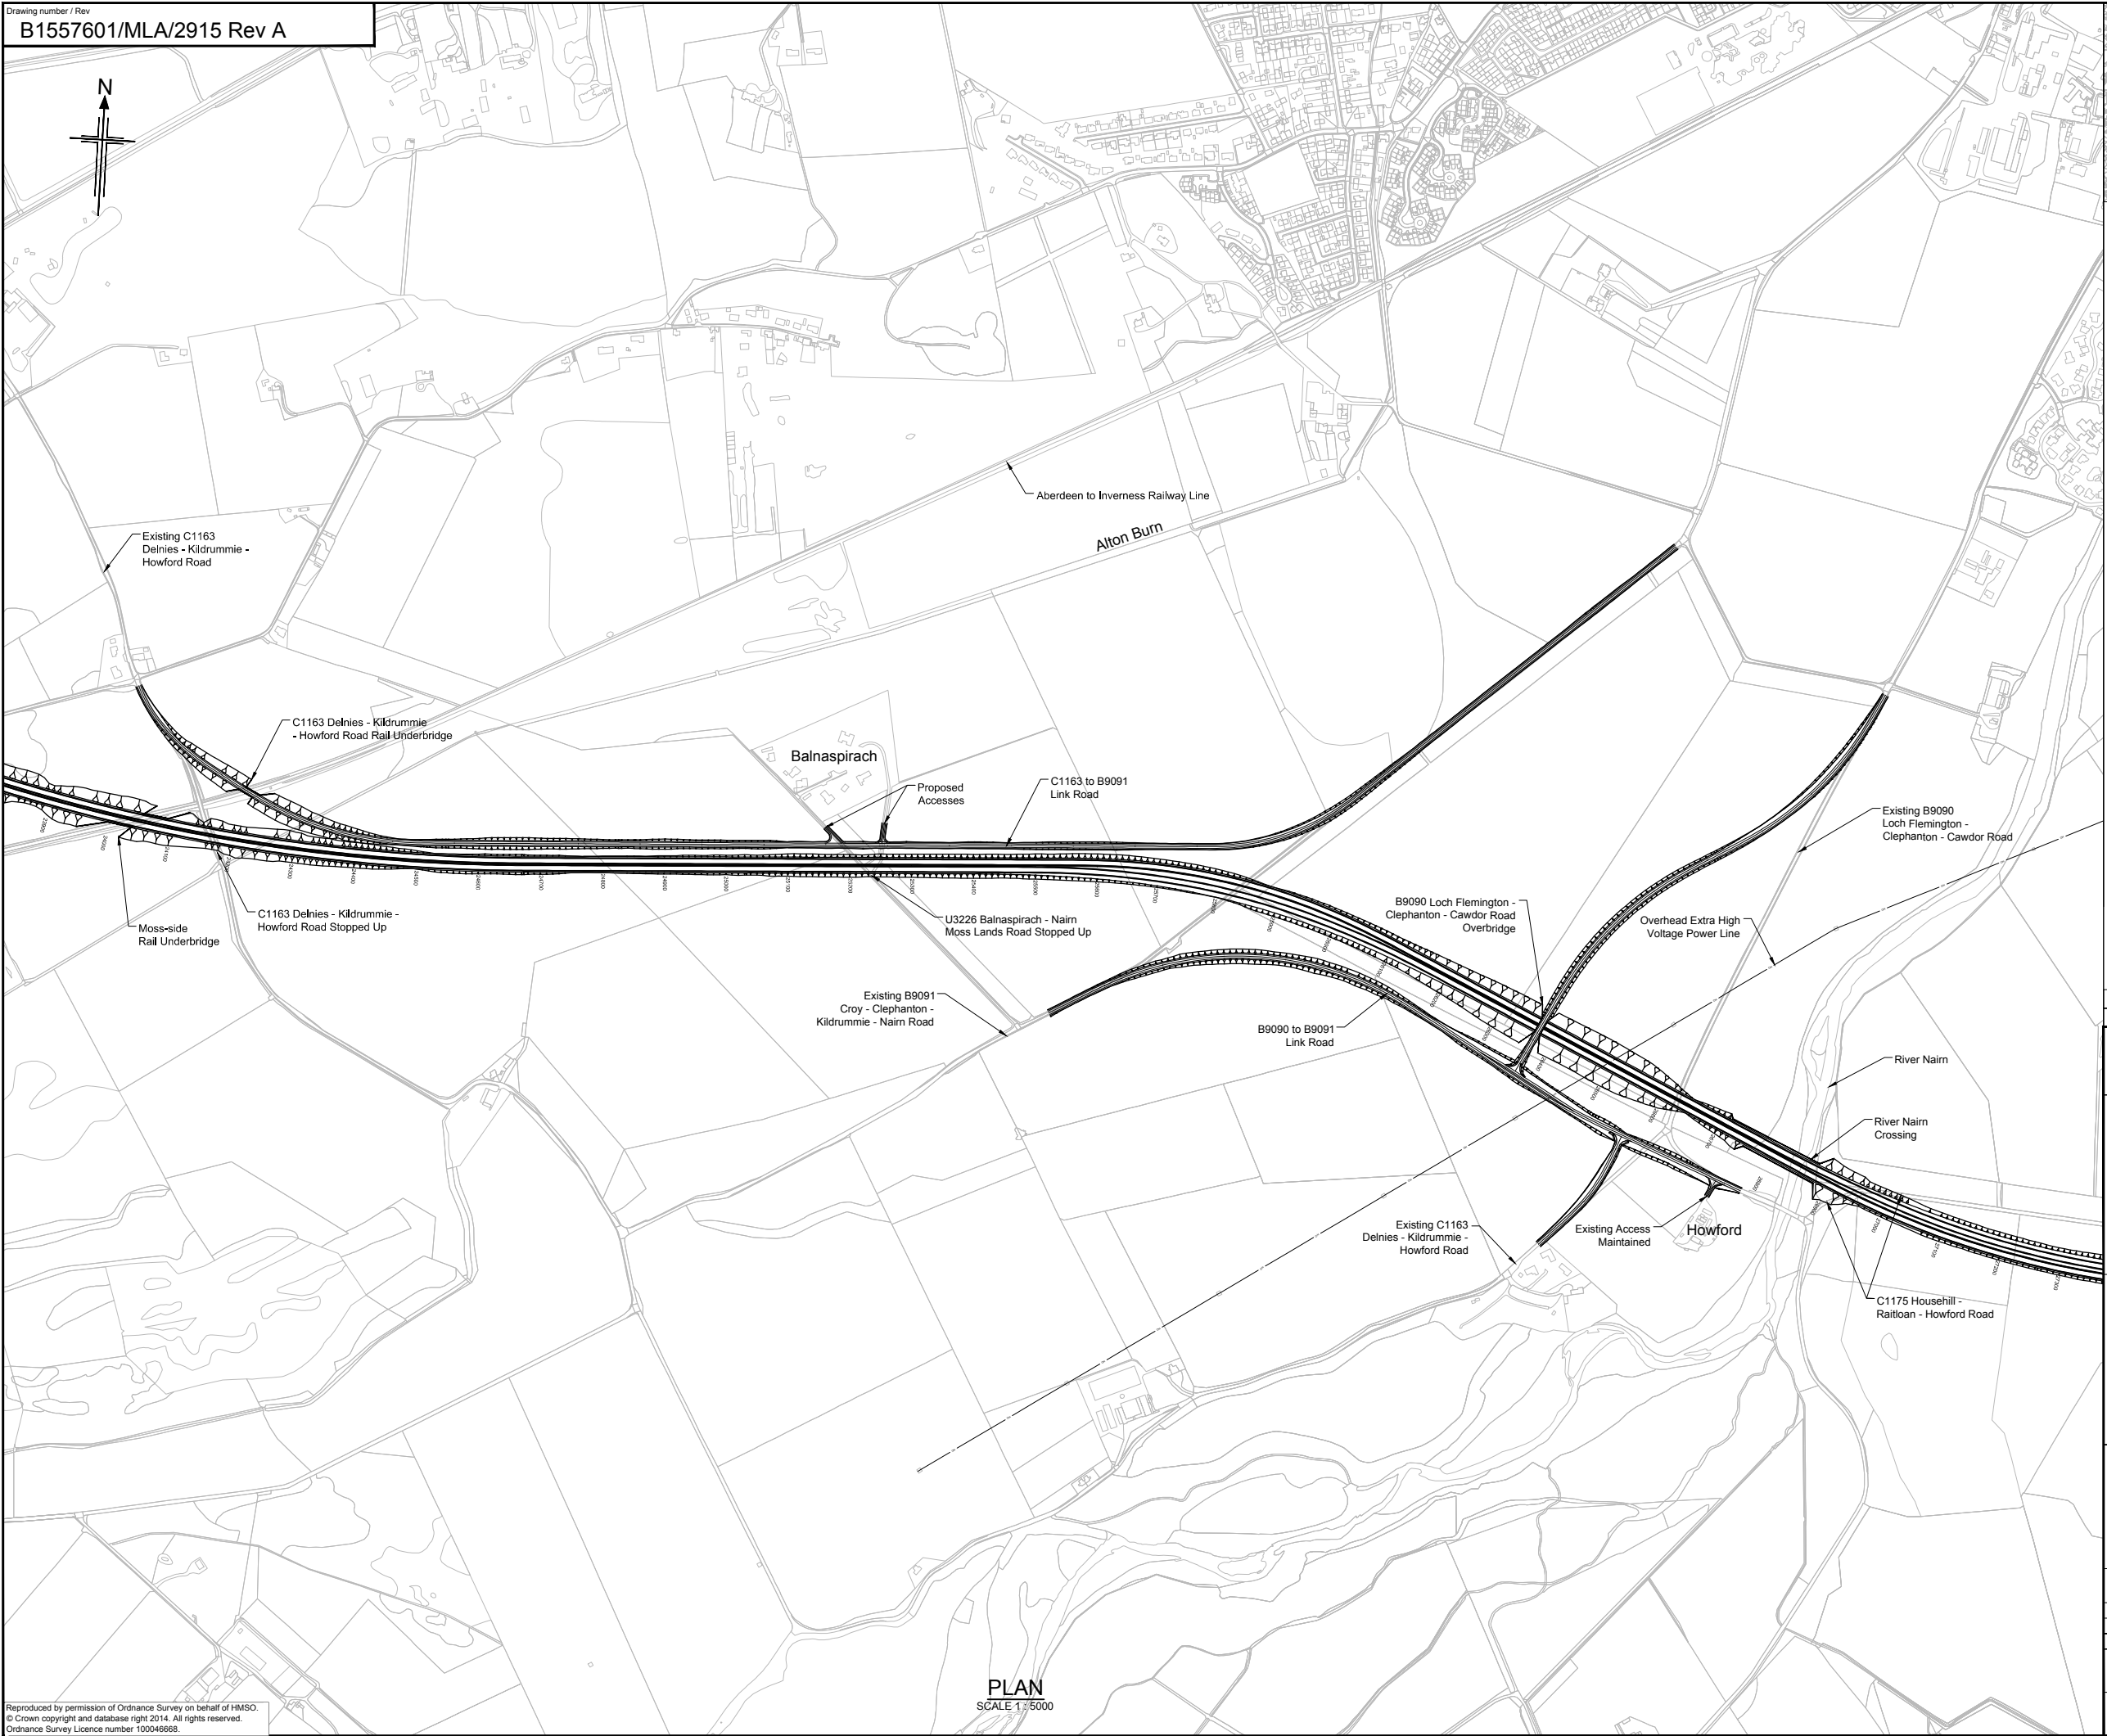 Drawing number / Rev
B1557601/MLA/2915 Rev A
N
Aberdeen to Inverness Railway Line
Alton Burn
Existing C1163
Delnies - Kildrummie -
Howford Road
C1163 Delnies - Kildrummie
- Howford Road Rail Underbridge
Balnaspirach
Proposed
Accesses
C1163 to B9091
Link Road
Existing B9090
Loch Flemington -
Clephanton - Cawdor Road
Moss-side
Rail Underbridge
C1163 Delnies - Kildrummie -
Howford Road Stopped Up
U3226 Balnaspirach - Nairn
Moss Lands Road Stopped Up
B9090 Loch Flemington -
Clephanton - Cawdor Road
Overbridge
Overhead Extra High
Voltage Power Line
Existing B9091
Croy - Clephanton -
Kildrummie - Nairn Road
B9090 to B9091
Link Road
River Nairn
River Nairn
Crossing
Existing C1163
Delnies - Kildrummie -
Howford Road
Existing Access
Maintained
Howford
C1175 Househill -
Raitloan - Howford Road
PLAN
SCALE 1 : 5000
Reproduced by permission of Ordnance Survey on behalf of HMSO.
© Crown copyright and database right 2014. All rights reserved.
Ordnance Survey Licence number 100046668.